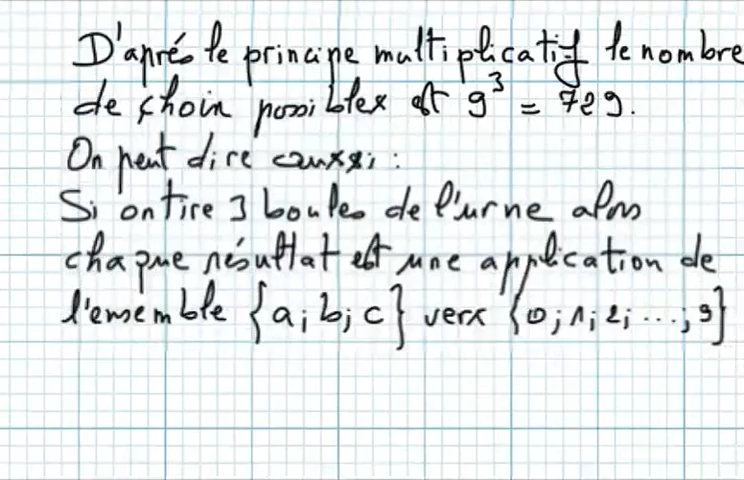 D'après le principe multiplicatif le nombre
de choix possibles est 9³ = 729.
On peut dire aussi :
Si on tire 3 boules de l'urne alors
chaque résultat est une application de
l'ensemble {a; b; c} vers {0; 1; 2; ...; 9}